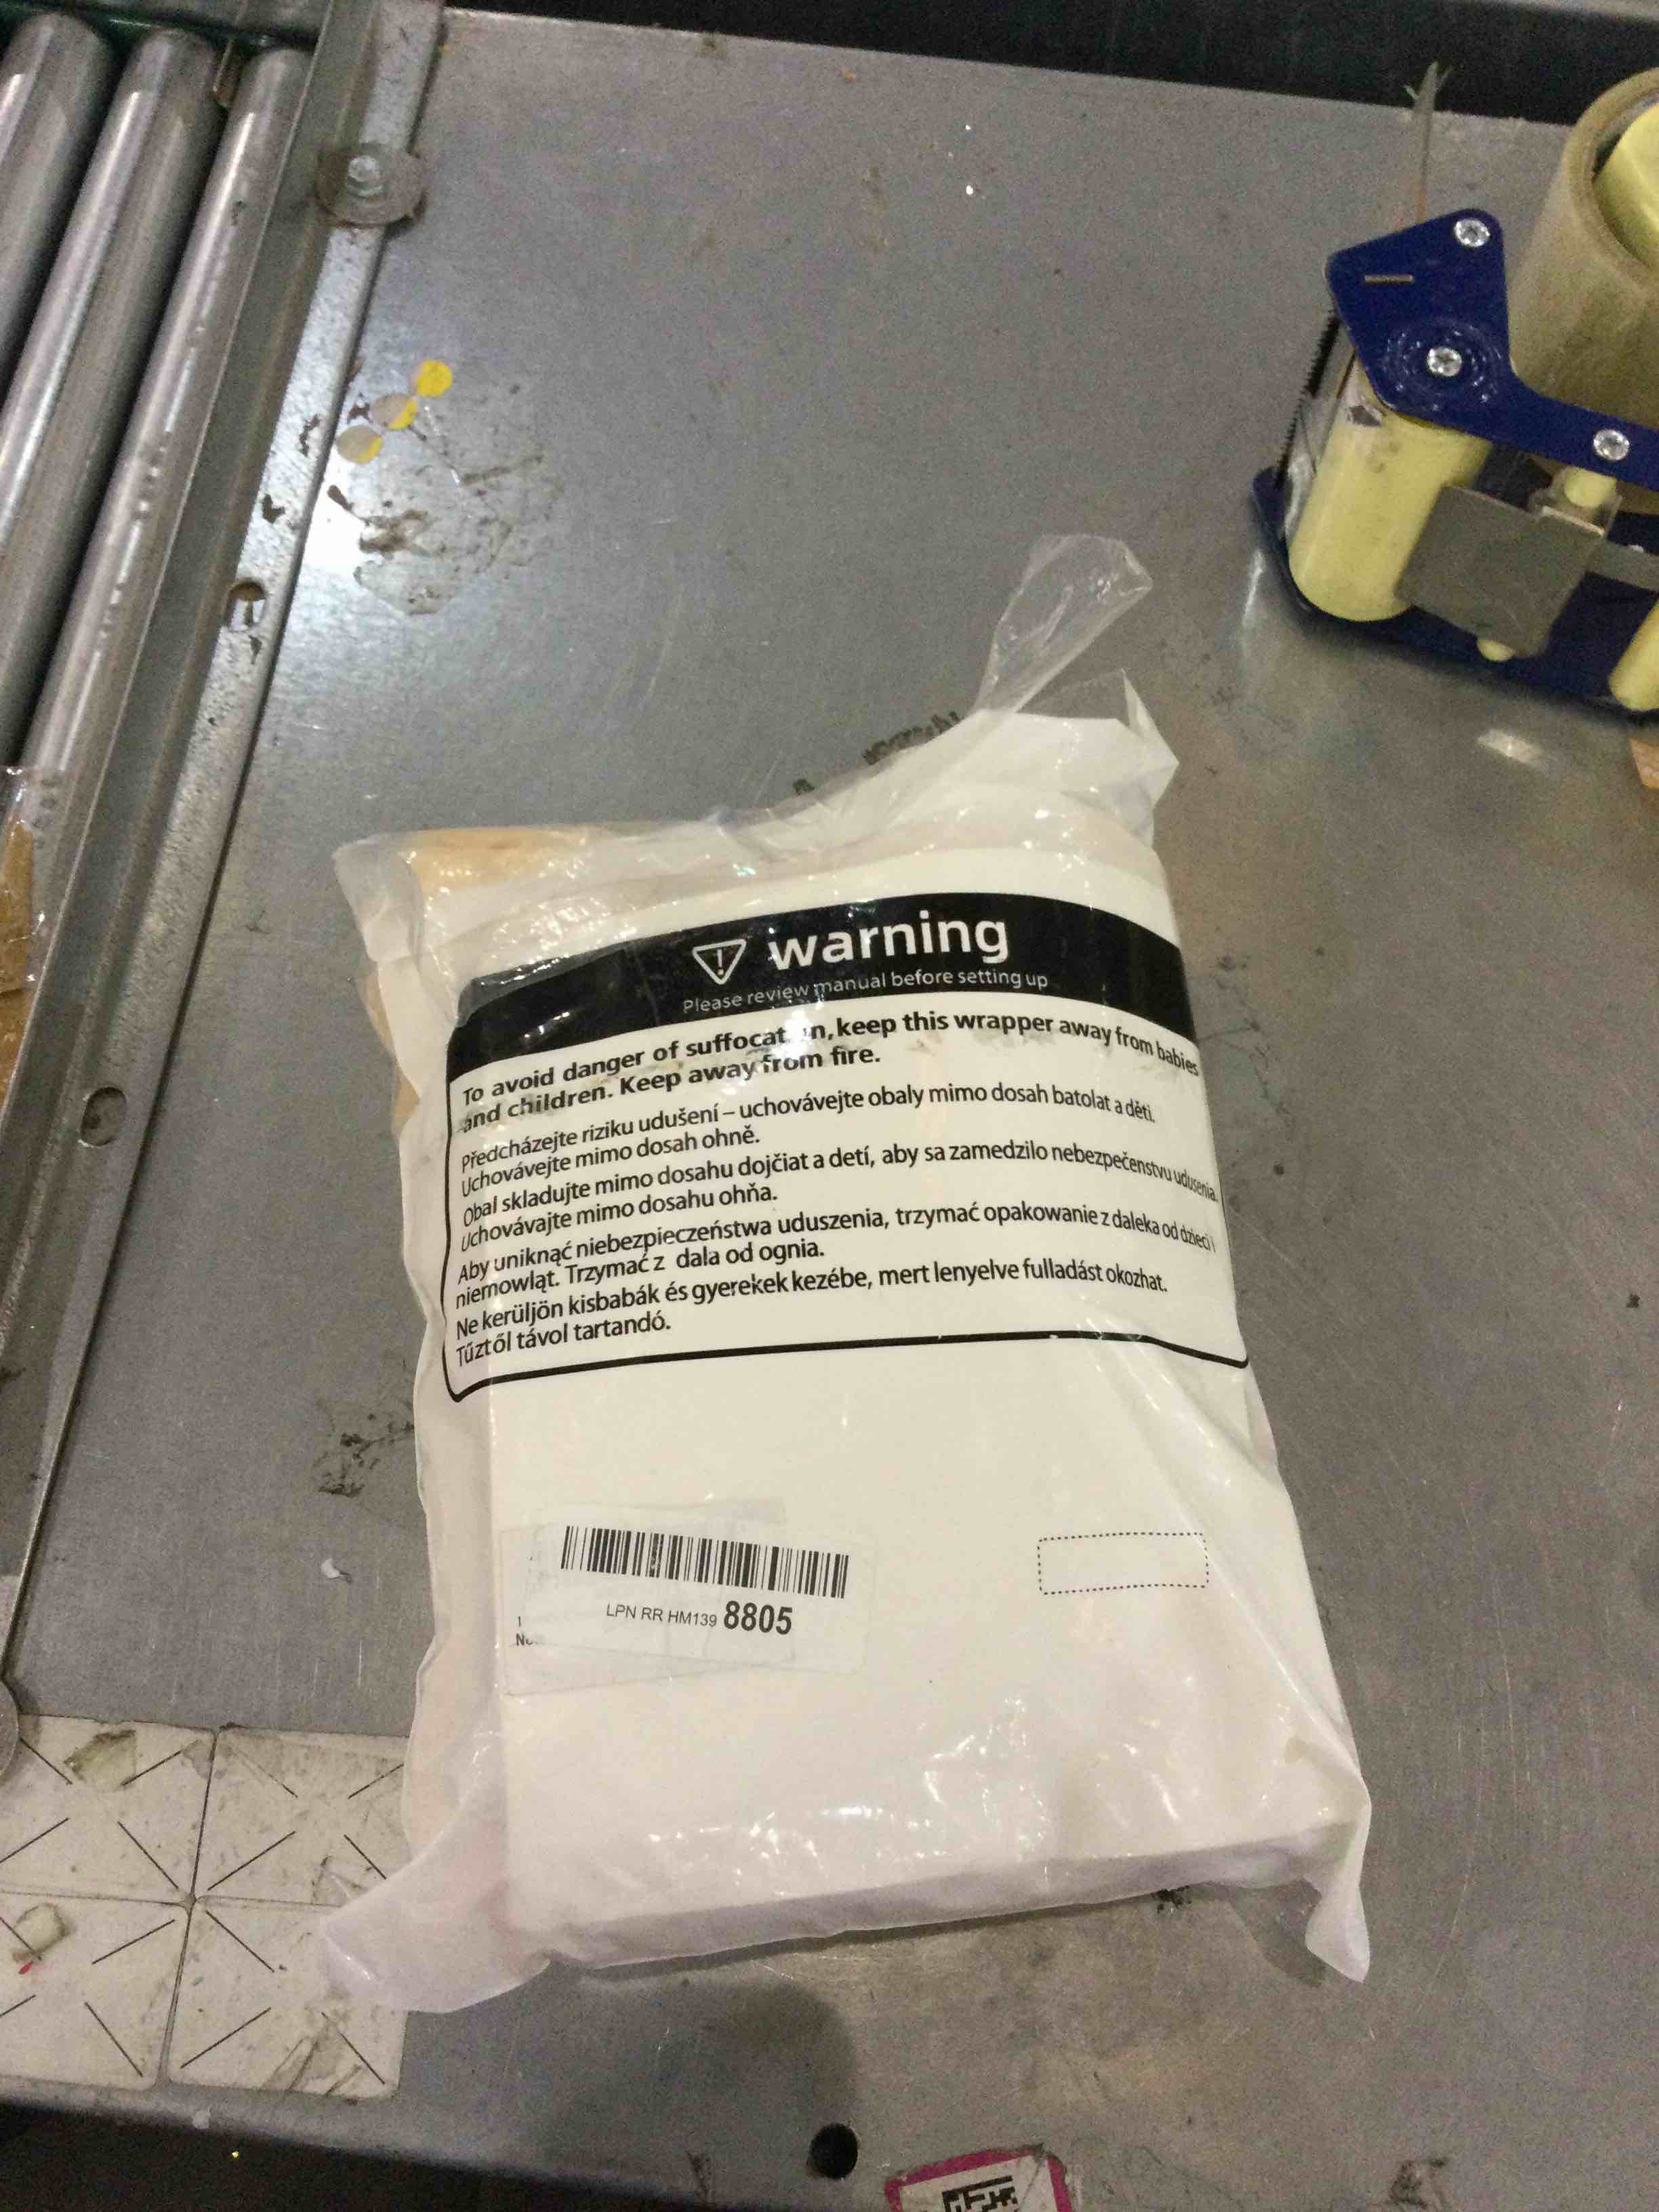 warning
Please review manual before setting up
To avoid danger of suffocat n, keep this wrapper away from babies
and children. Keep away from fire.
Předcházejte riziku udušení – uchovávejte obaly mimo dosah batolat a děti.
Uchovávejte mimo dosah ohně.
Obal skladujte mimo dosahu dojčiat a detí, aby sa zamedzilo nebezpečenstvu udusenia.
Uchovávajte mimo dosahu ohňa.
Aby uniknąć niebezpieczeństwa uduszenia, trzymać opakowanie z daleka od dzieci i
niemowląt. Trzymać z dala od ognia.
Ne kerüljön kisbabák és gyerekek kezébe, mert lenyelve fulladást okozhat.
Tűztől távol tartandó.
LPN RR HM139 8805